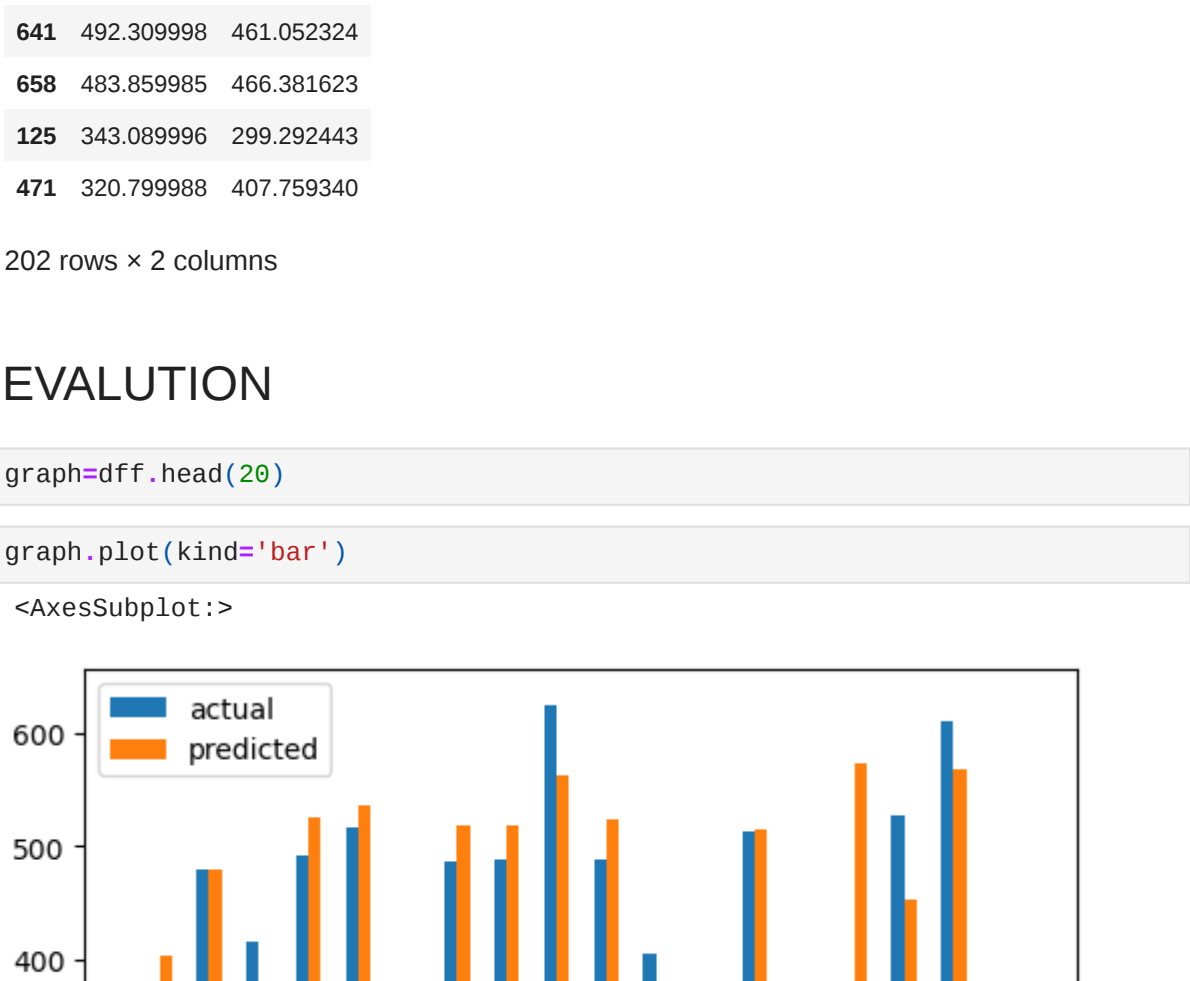 641 492.309998 461.052324
658 483.859985 466.381623
125 343.089996 299.292443
471 320.799988 407.759340
202 rows × 2 columns
EVALUTION
graph=dff.head(20)
graph.plot(kind='bar')
<AxesSubplot:>
actual
predicted
600
500
400